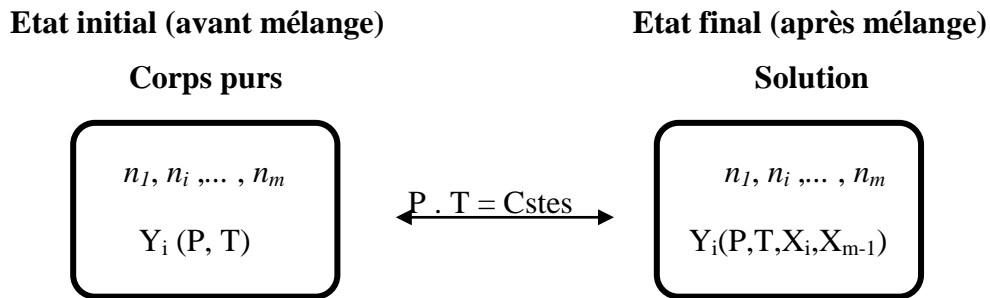 Etat initial (avant mélange)
Etat final (après mélange)
Corps purs
Solution
n₁, nᵢ ,... , nₘ
P . T = Cstes
n₁, nᵢ ,... , nₘ
Yᵢ (P, T)
Yᵢ(P,T,Xᵢ,Xₘ₋₁)